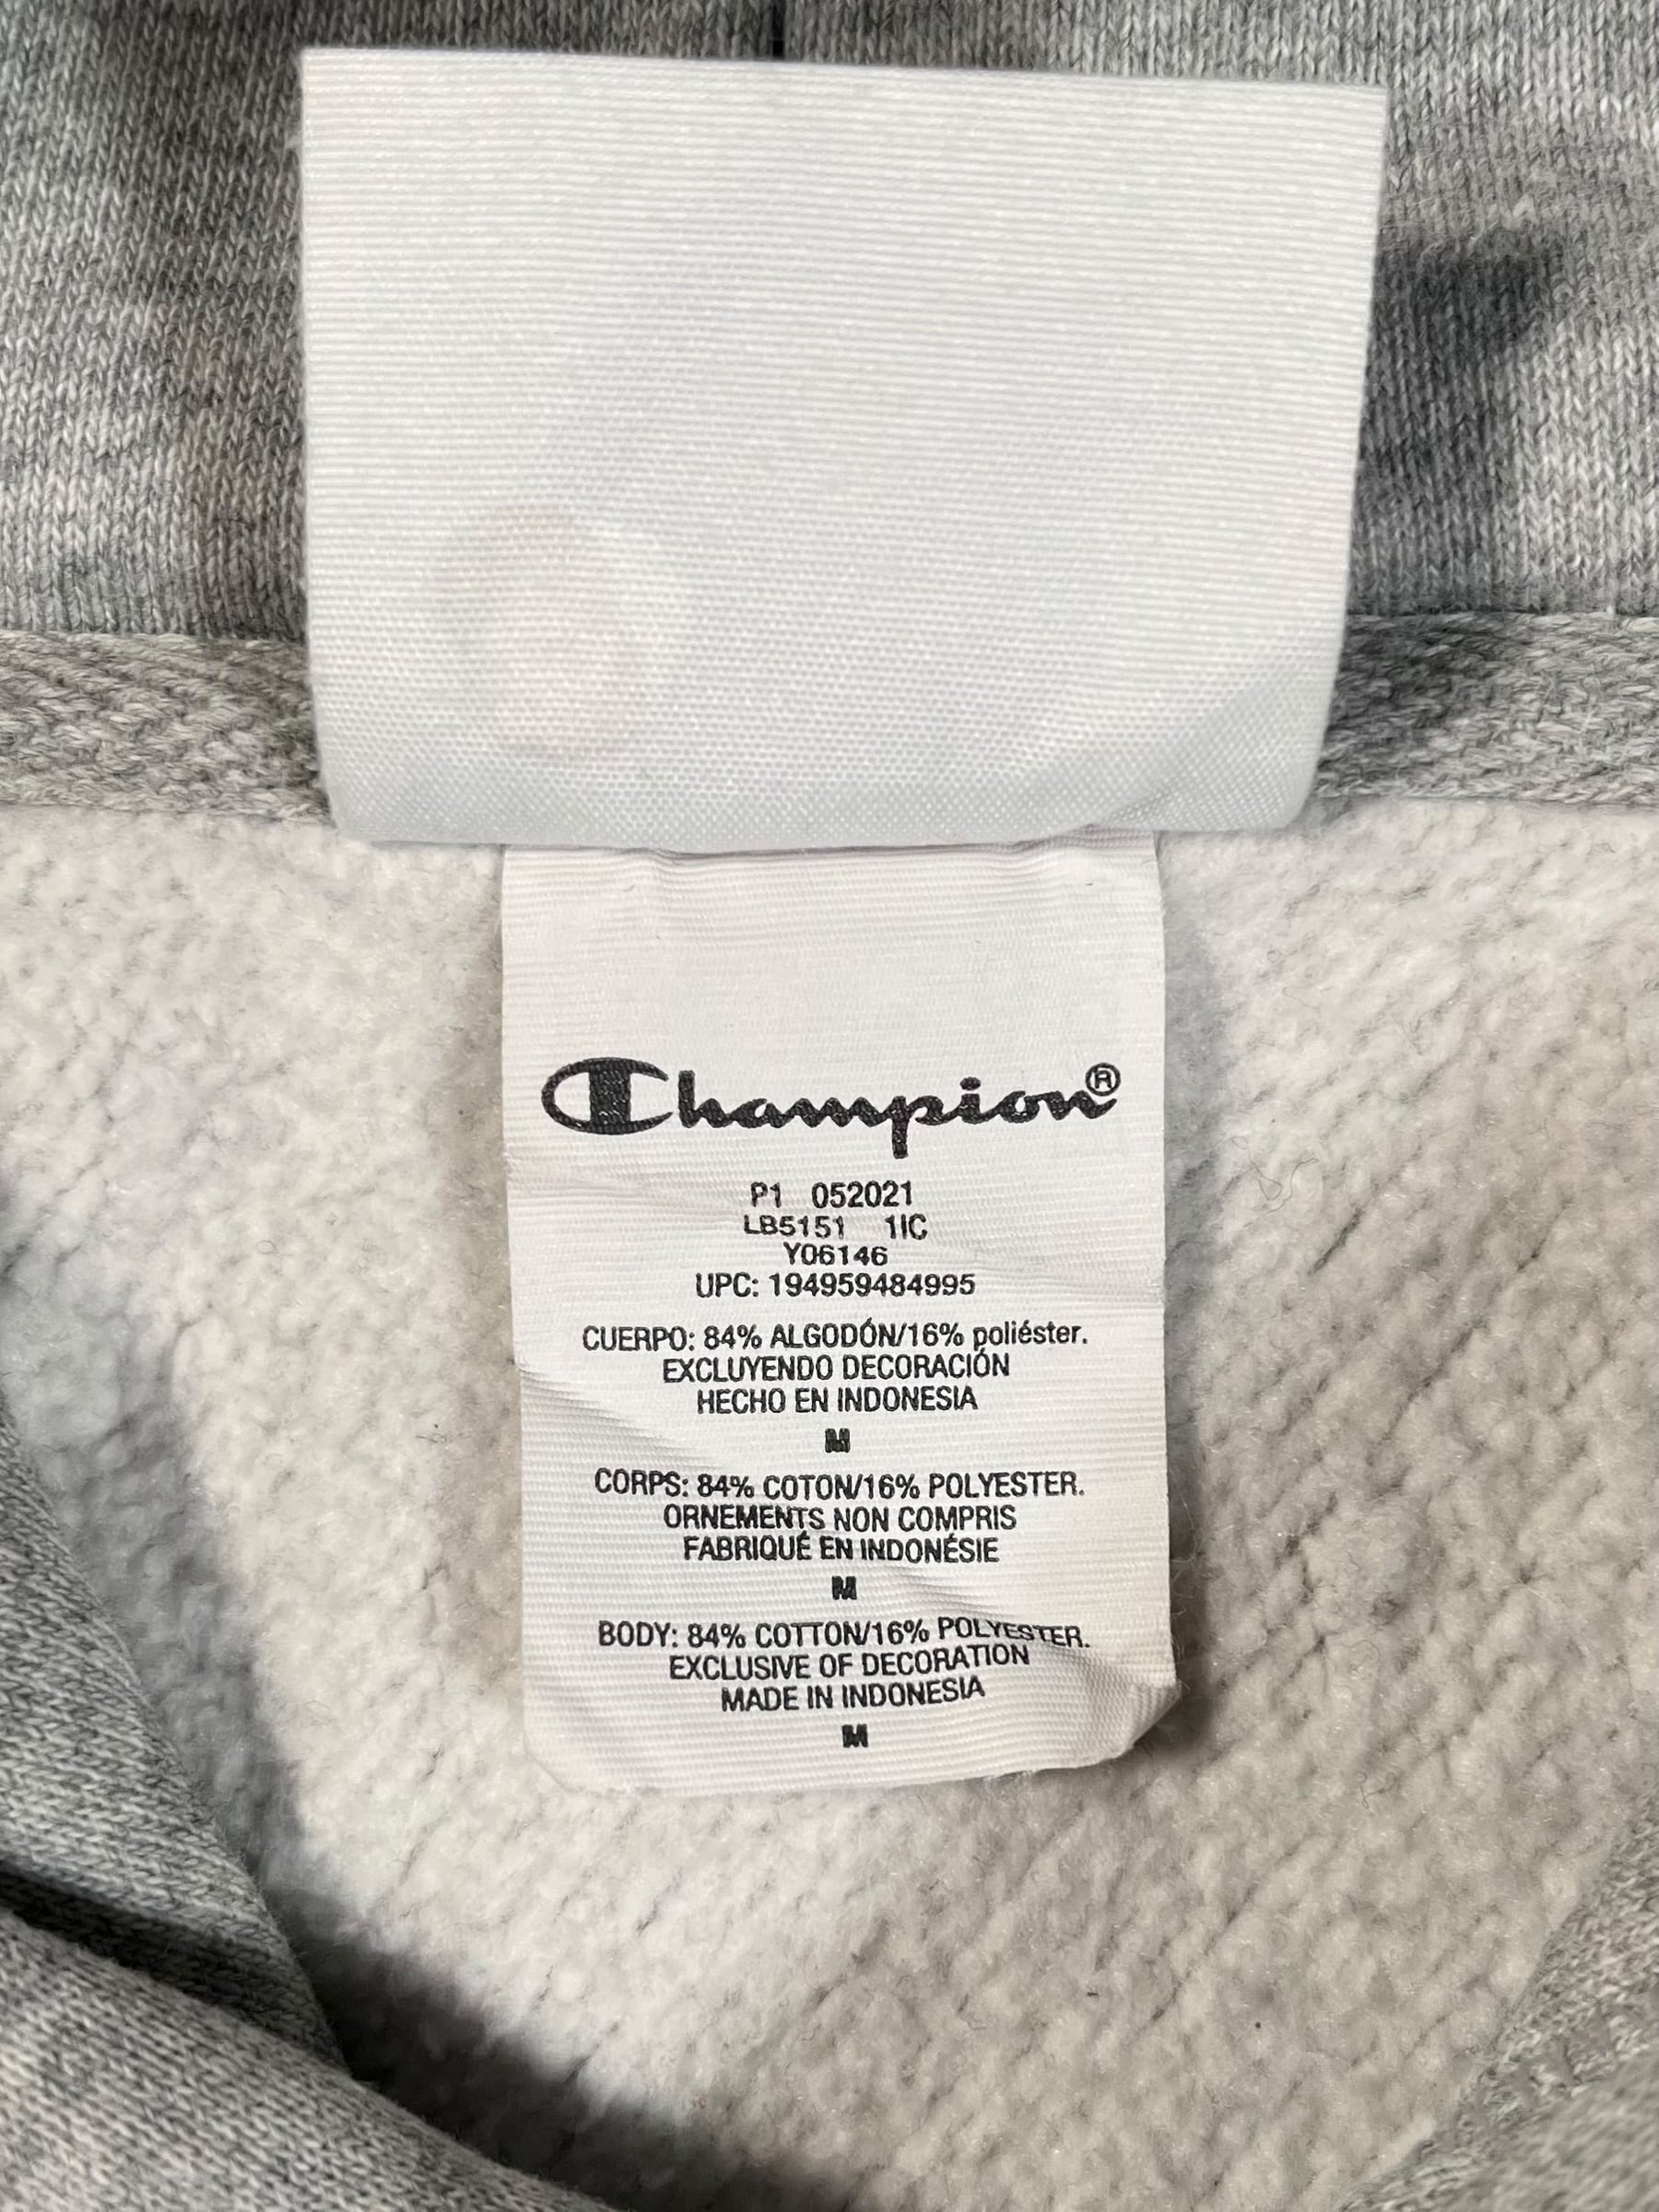 Champion®
P1 052021
LB5151 1IC
Y06146
UPC: 194959484995
CUERPO: 84% ALGODÓN/16% poliéster.
EXCLUYENDO DECORACIÓN
HECHO EN INDONESIA
M
CORPS: 84% COTON/16% POLYESTER.
ORNEMENTS NON COMPRIS
FABRIQUÉ EN INDONÉSIE
M
BODY: 84% COTTON/16% POLYESTER.
EXCLUSIVE OF DECORATION
MADE IN INDONESIA
M